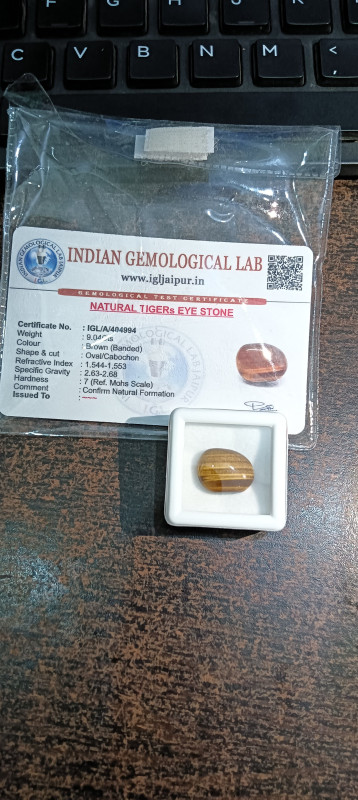 F G H J K
C V B N M <
INDIAN GEMOLOGICAL LAB
www.igljaipur.in
GEMOLOGICAL TEST CERTIFICATE
NATURAL TIGERs EYE STONE
Certificate No. : IGL/A/404994
Weight : 9.04
Colour : Brown (Banded)
Shape & cut : Oval/Cabochon
Refractive Index : 1.544-1.553
Specific Gravity : 2.63-2.68
Hardness : 7 (Ref. Mohs Scale)
Comment : Confirm Natural Formation
Issued To :